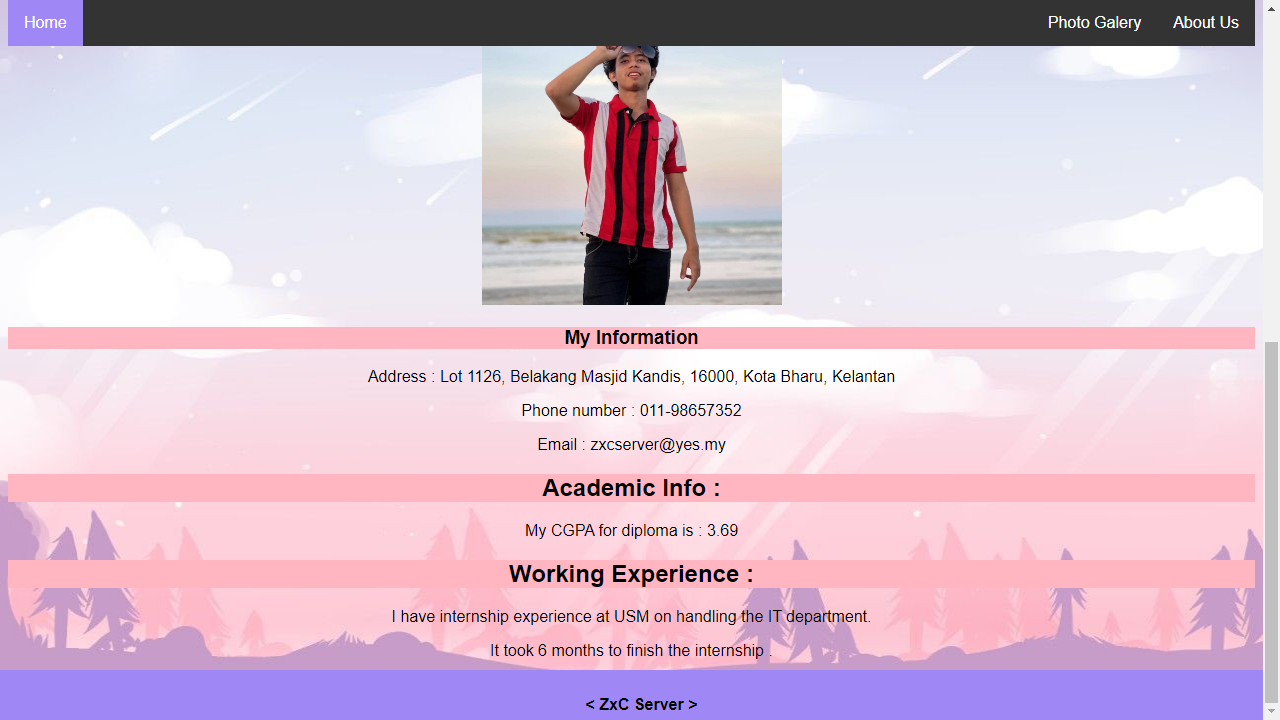 Home
Photo Galery
About Us
My Information
Address : Lot 1126, Belakang Masjid Kandis, 16000, Kota Bharu, Kelantan
Phone number : 011-98657352
Email : zxcserver@yes.my
Academic Info :
My CGPA for diploma is : 3.69
Working Experience :
I have internship experience at USM on handling the IT department.
It took 6 months to finish the internship .
< ZxC Server >